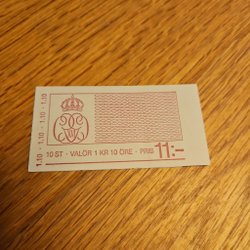 1.10 · 1.10 · 1.10 · 1.10
10 ST · VALÖR 1 KR 10 ÖRE · PRIS 11:-